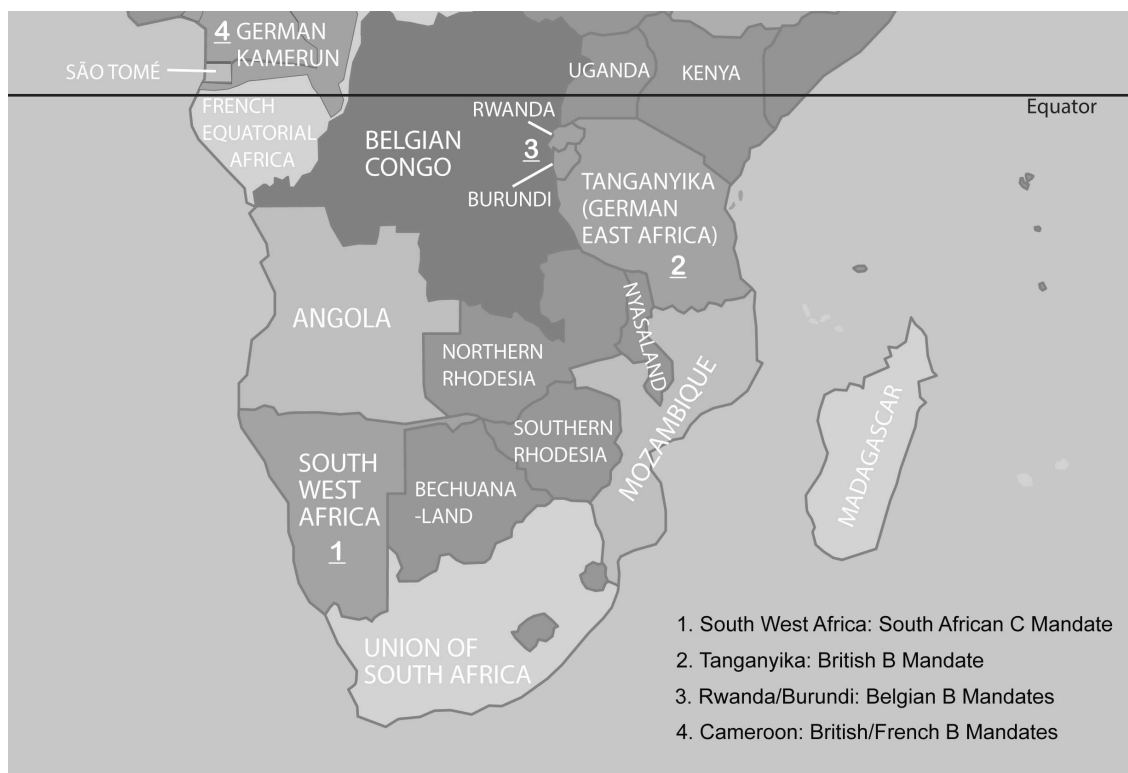 4 GERMAN
KAMERUN
SÃO TOMÉ
UGANDA
KENYA
Equator
FRENCH
EQUATORIAL
AFRICA
RWANDA
3
BURUNDI
BELGIAN
CONGO
TANGANYIKA
(GERMAN
EAST AFRICA)
2
ANGOLA
NYASALAND
NORTHERN
RHODESIA
MOZAMBIQUE
SOUTHERN
RHODESIA
MADAGASCAR
SOUTH
WEST
AFRICA
1
BECHUANA
-LAND
UNION OF
SOUTH AFRICA
1. South West Africa: South African C Mandate
2. Tanganyika: British B Mandate
3. Rwanda/Burundi: Belgian B Mandates
4. Cameroon: British/French B Mandates